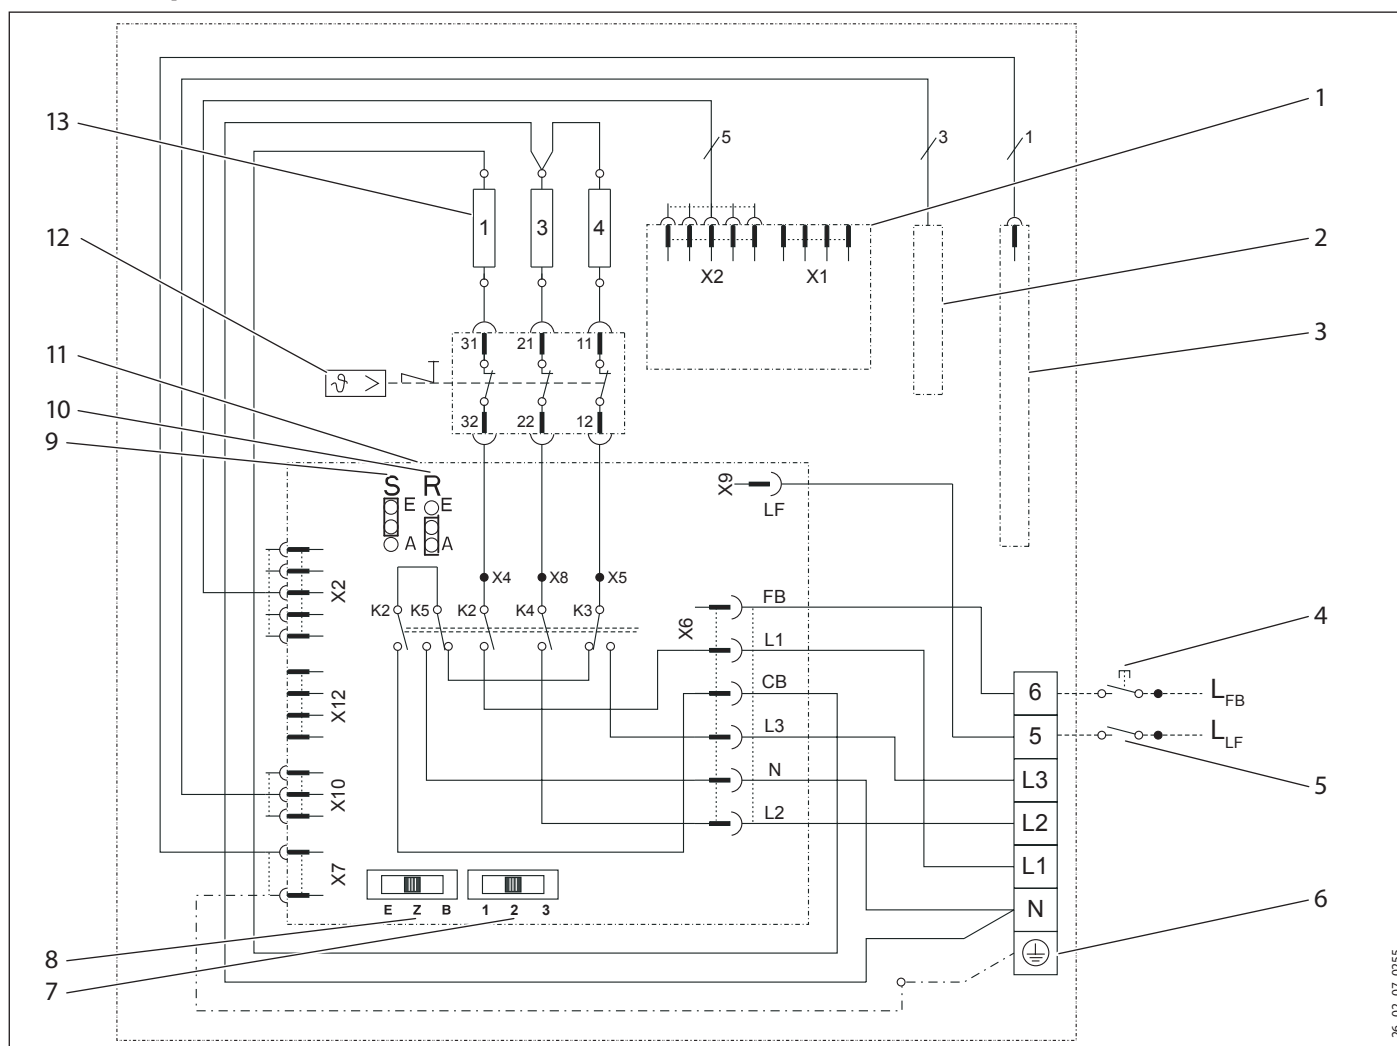 13
1
5
3
1
12
2
1
3
4
X2
X1
3
31
21
11
ϑ >
11
32
22
12
10
9
S
R
E
E
A
A
X9
LF
X2
X4
X8
X5
K2
K5
K2
K4
K3
X6
FB
L1
CB
L3
N
L2
4
6
LFB
5
LLF
5
L3
L2
L1
N
6
X12
X10
X7
E Z B
1 2 3
8
7
26_02_07_0255